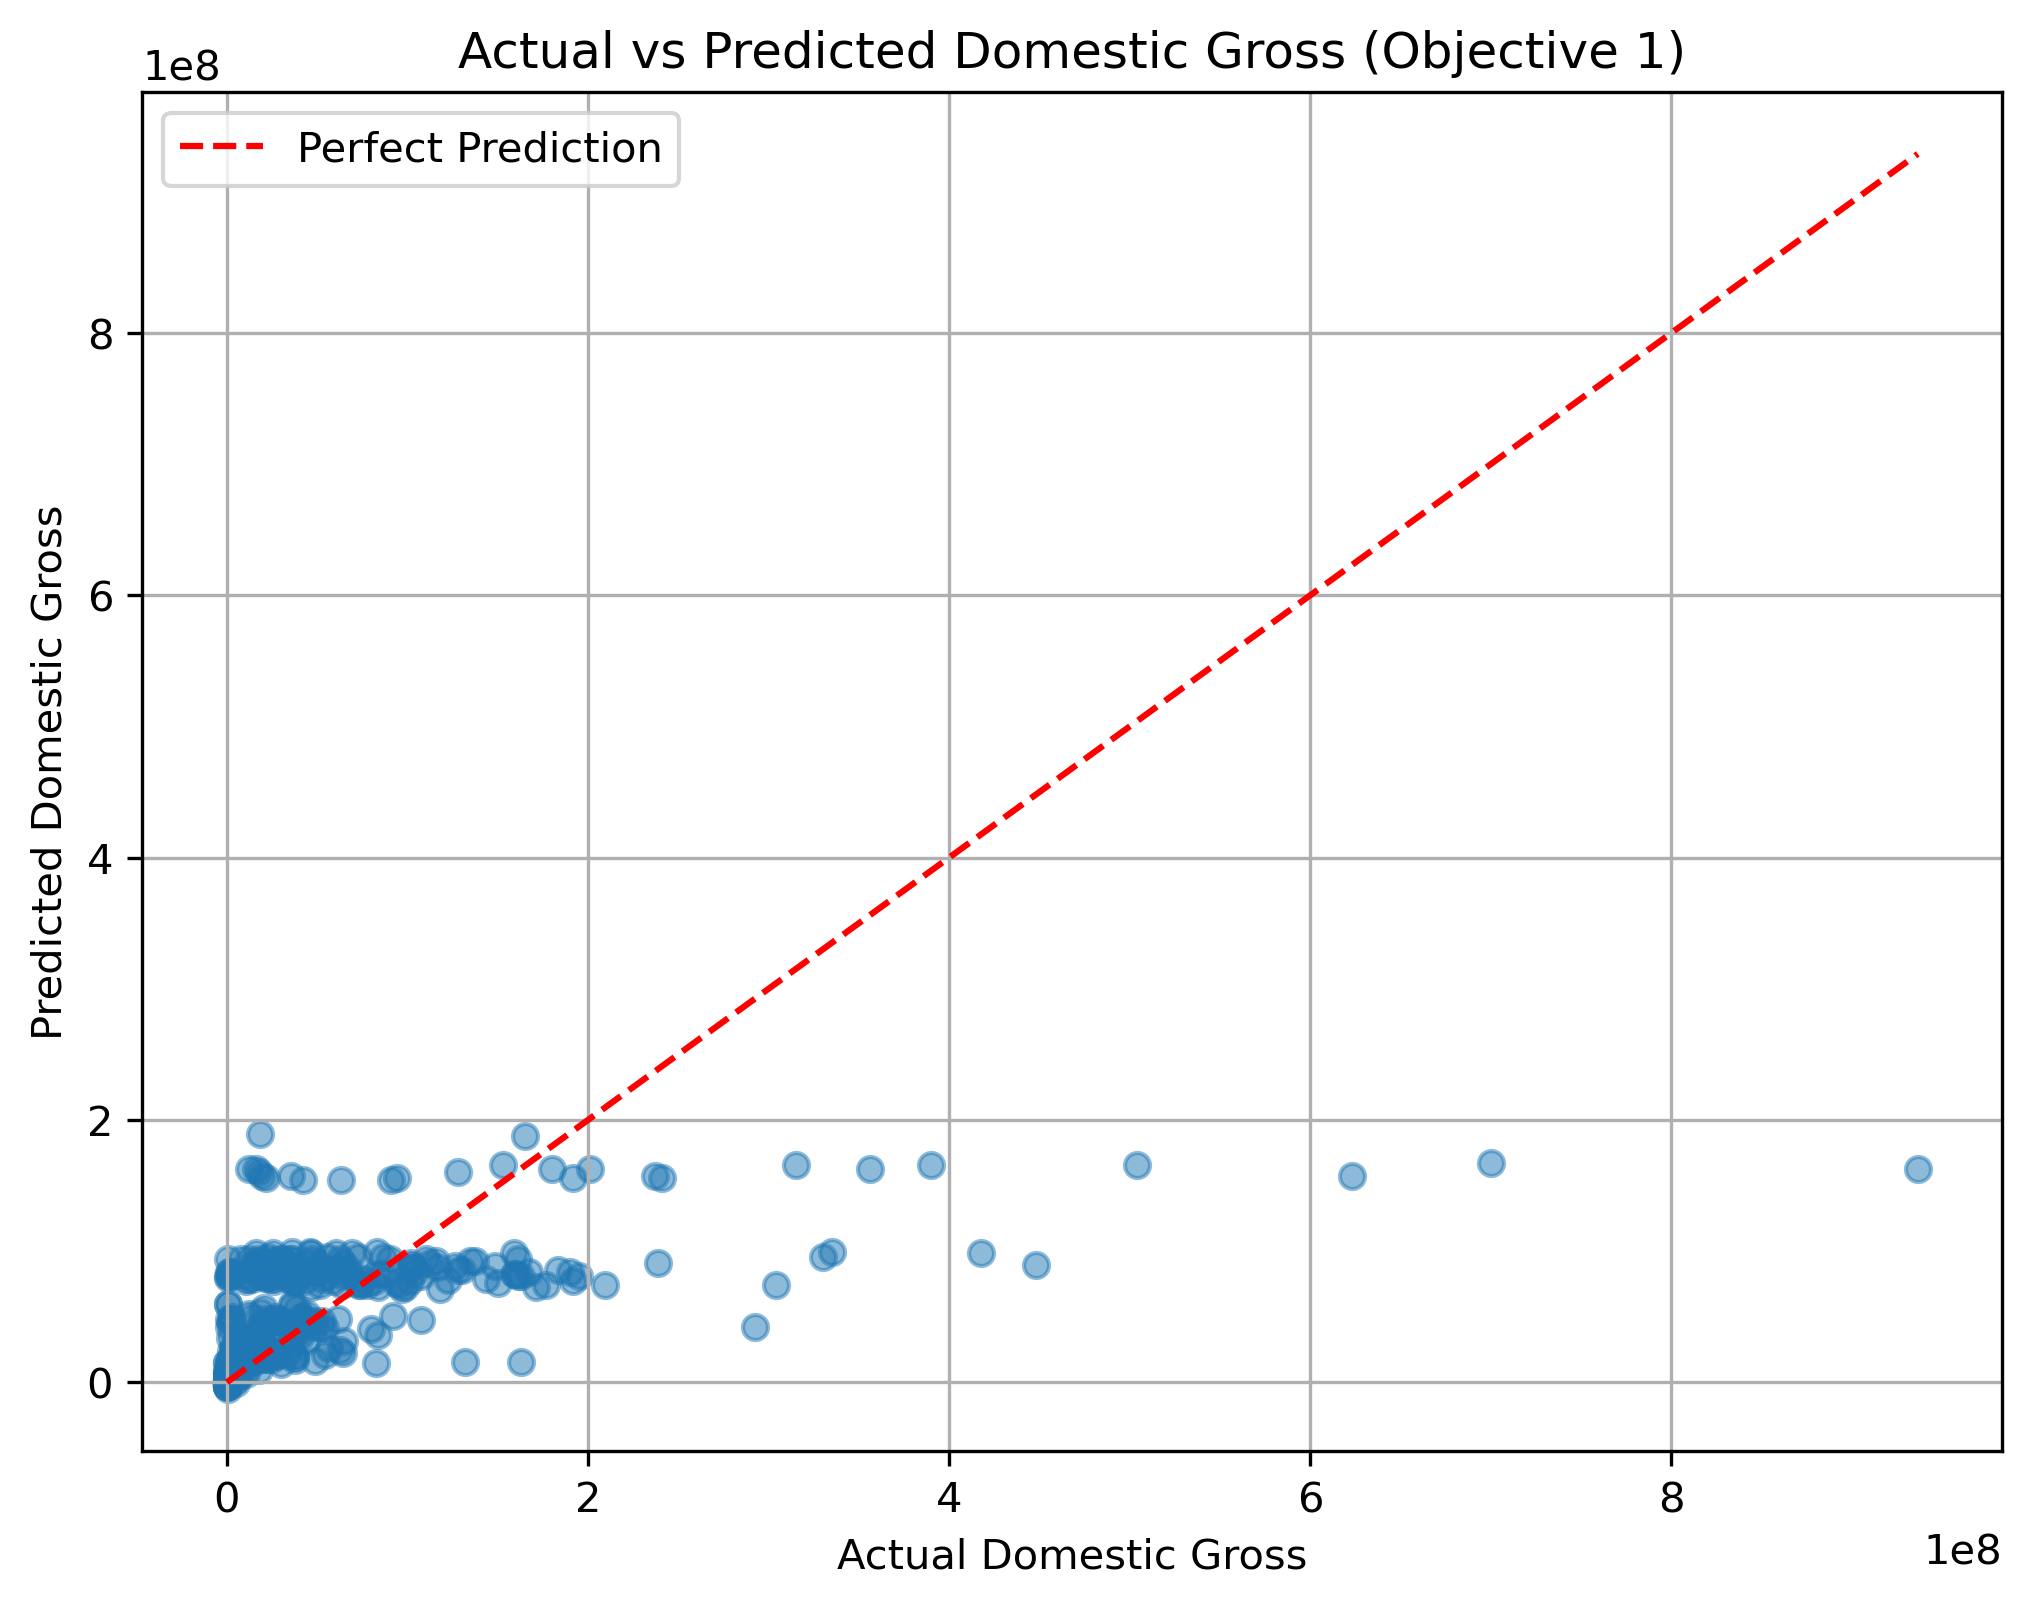 Actual vs Predicted Domestic Gross (Objective 1)
1e8
Perfect Prediction
8
6
4
2
0
Predicted Domestic Gross
0 2 4 6 8
1e8
Actual Domestic Gross